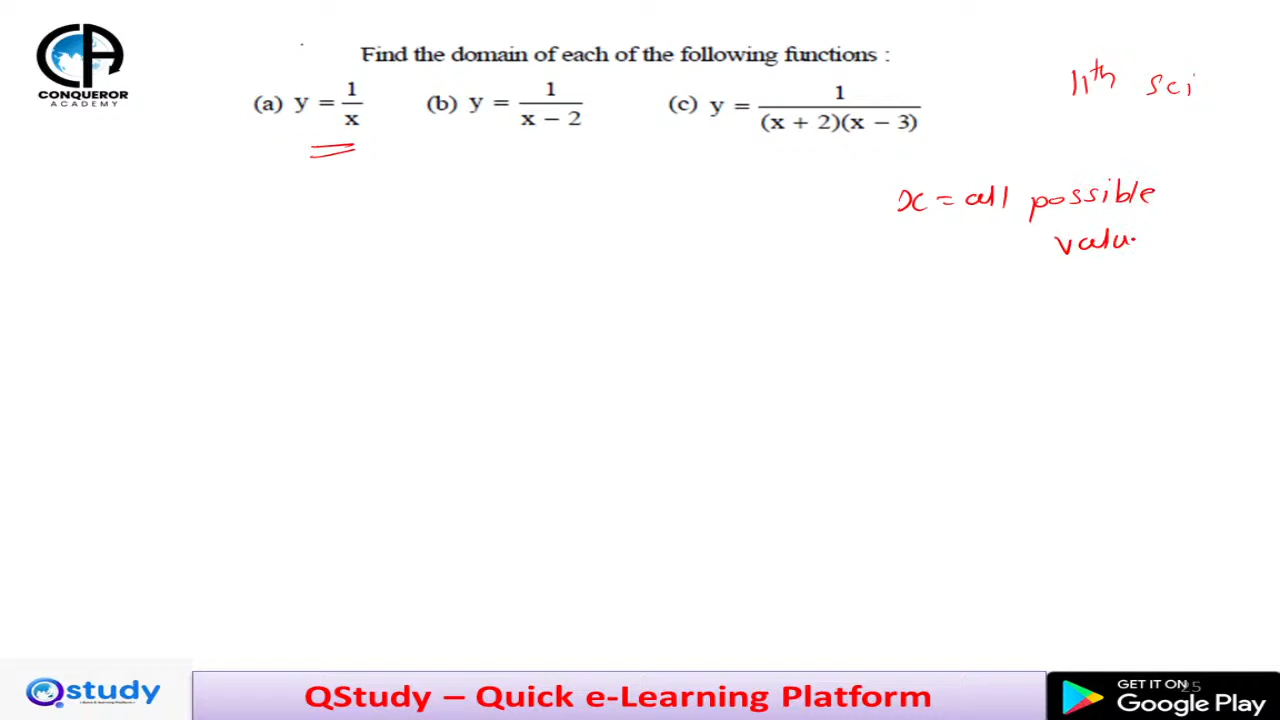 CONQUEROR
ACADEMY
Find the domain of each of the following functions :
(a) y = 1/x (b) y = 1/(x − 2) (c) y = 1/((x + 2)(x − 3))
11th sci
x = all possible
valu.
Qstudy
QStudy – Quick e-Learning Platform
GET IT ON
25
Google Play